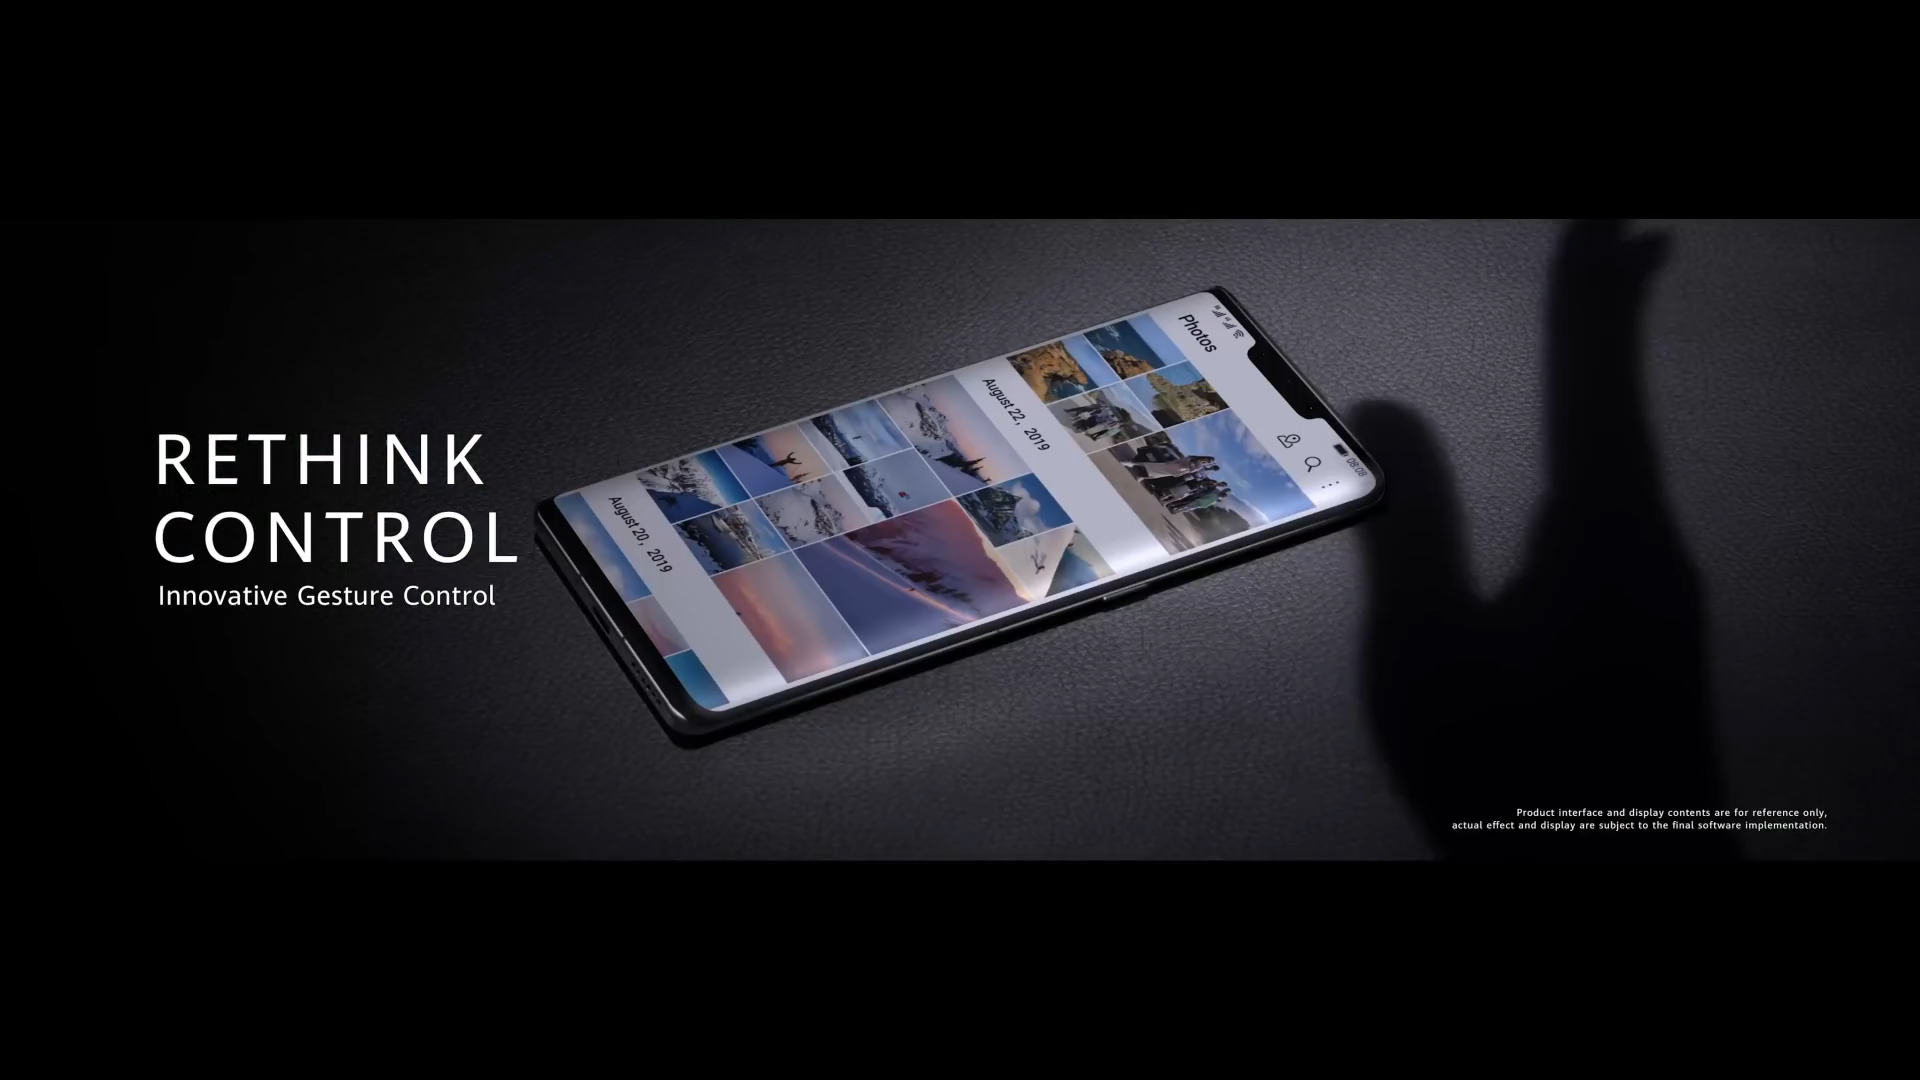 RETHINK
CONTROL
Innovative Gesture Control
Photos
08:08
August 22, 2019
August 20, 2019
Product interface and display contents are for reference only,
actual effect and display are subject to the final software implementation.